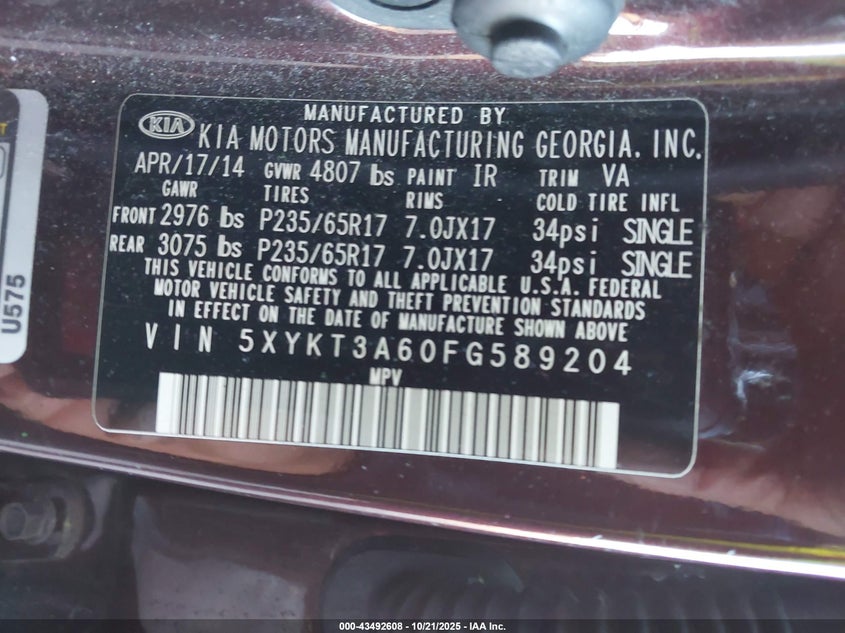 MANUFACTURED BY
KIA KIA MOTORS MANUFACTURING GEORGIA, INC.
APR/17/14 GVWR 4807 lbs PAINT IR TRIM VA
GAWR TIRES RIMS COLD TIRE INFL
FRONT 2976 lbs P235/65R17 7.0JX17 34psi SINGLE
REAR 3075 lbs P235/65R17 7.0JX17 34psi SINGLE
THIS VEHICLE CONFORMS TO ALL APPLICABLE U.S.A. FEDERAL
MOTOR VEHICLE SAFETY AND THEFT PREVENTION STANDARDS
IN EFFECT ON THE DATE OF MANUFACTURE SHOWN ABOVE
VIN 5XYKT3A60FG589204
MPV
U575
000-43492608 - 10/21/2025 - IAA Inc.